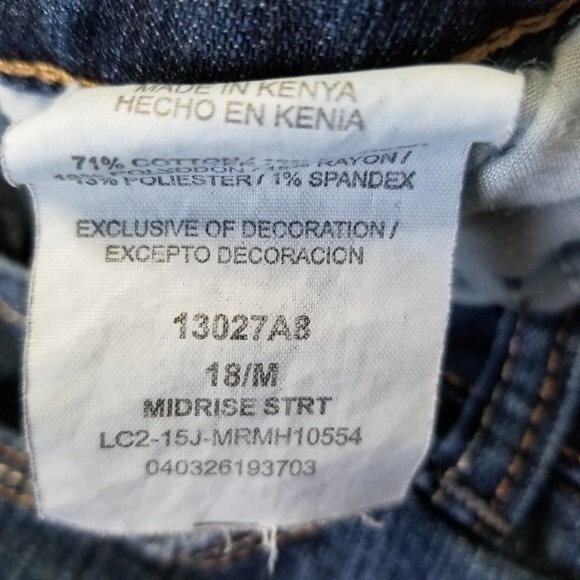 MADE IN KENYA
HECHO EN KENIA
71% COTTON RAYON /
POLIESTER / 1% SPANDEX
EXCLUSIVE OF DECORATION /
EXCEPTO DECORACION
13027A8
18/M
MIDRISE STRT
LC2-15J-MRMH10554
040326193703